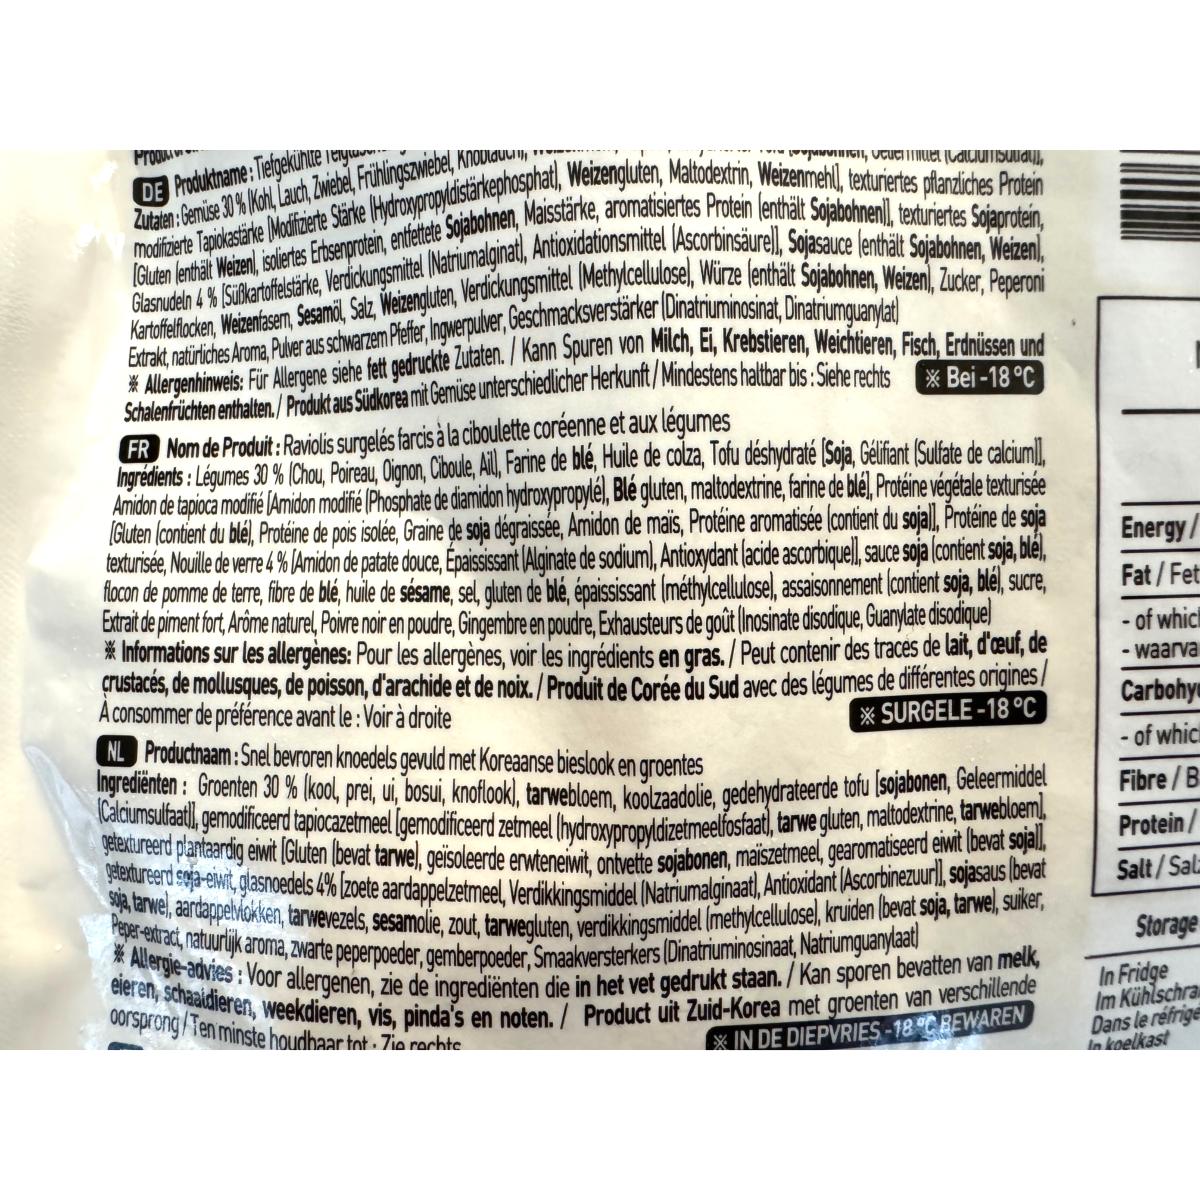 DE Produktname : Tiefgekühlte
Zutaten : Gemüse 30 % (Kohl, Lauch, Zwiebel, Frühlingszwiebel, Knoblauch),
modifizierte Tapiokastärke [Modifizierte Stärke (Hydroxypropyldistärkephosphat), Weizengluten, Maltodextrin, Weizenmehl], texturiertes pflanzliches Protein
[Gluten (enthält Weizen), isoliertes Erbsenprotein, entfettete Sojabohnen, Maisstärke, aromatisiertes Protein (enthält Sojabohnen)], texturiertes Sojaprotein,
Glasnudeln 4 % [Süßkartoffelstärke, Verdickungsmittel (Natriumalginat), Antioxidationsmittel (Ascorbinsäure)], Sojasauce (enthält Sojabohnen, Weizen),
Kartoffelflocken, Weizenfasern, Sesamöl, Salz, Weizengluten, Verdickungsmittel (Methylcellulose), Würze (enthält Sojabohnen, Weizen), Zucker, Peperoni
Extrakt, natürliches Aroma, Pulver aus schwarzem Pfeffer, Ingwerpulver, Geschmacksverstärker (Dinatriuminosinat, Dinatriumguanylat)
※ Allergenhinweis: Für Allergene siehe fett gedruckte Zutaten. / Kann Spuren von Milch, Ei, Krebstieren, Weichtieren, Fisch, Erdnüssen und
Schalenfrüchten enthalten. / Produkt aus Südkorea mit Gemüse unterschiedlicher Herkunft / Mindestens haltbar bis : Siehe rechts ※ Bei -18 °C
FR Nom de Produit : Raviolis surgelés farcis à la ciboulette coréenne et aux légumes
Ingrédients : Légumes 30 % (Chou, Poireau, Oignon, Ciboule, Ail), Farine de blé, Huile de colza, Tofu déshydraté [Soja, Gélifiant (Sulfate de calcium)],
Amidon de tapioca modifié [Amidon modifié (Phosphate de diamidon hydroxypropylé), Blé gluten, maltodextrine, farine de blé], Protéine végétale texturisée
[Gluten (contient du blé), Protéine de pois isolée, Graine de soja dégraissée, Amidon de maïs, Protéine aromatisée (contient du soja)], Protéine de soja
texturisée, Nouille de verre 4 % [Amidon de patate douce, Épaississant (Alginate de sodium), Antioxydant (acide ascorbique)], sauce soja (contient soja, blé),
flocon de pomme de terre, fibre de blé, huile de sésame, sel, gluten de blé, épaississant (méthylcellulose), assaisonnement (contient soja, blé), sucre,
Extrait de piment fort, Arôme naturel, Poivre noir en poudre, Gingembre en poudre, Exhausteurs de goût (Inosinate disodique, Guanylate disodique)
※ Informations sur les allergènes: Pour les allergènes, voir les ingrédients en gras. / Peut contenir des traces de lait, d'œuf, de
crustacés, de mollusques, de poisson, d'arachide et de noix. / Produit de Corée du Sud avec des légumes de différentes origines /
À consommer de préférence avant le : Voir à droite ※ SURGELE -18 °C
NL Productnaam : Snel bevroren knoedels gevuld met Koreaanse bieslook en groentes
Ingrediënten : Groenten 30 % (kool, prei, ui, bosui, knoflook), tarwebloem, koolzaadolie, gedehydrateerde tofu [sojabonen, Geleermiddel
(Calciumsulfaat)], gemodificeerd tapiocazetmeel [gemodificeerd zetmeel (hydroxypropyldizetmeelfosfaat), tarwe gluten, maltodextrine, tarwebloem],
getextureerd plantaardig eiwit [Gluten (bevat tarwe), geïsoleerde erwteneiwit, ontvette sojabonen, maïszetmeel, gearomatiseerd eiwit (bevat soja)],
getextureerd soja-eiwit, glasnoedels 4% [zoete aardappelzetmeel, Verdikkingsmiddel (Natriumalginaat), Antioxidant (Ascorbinezuur)], sojasaus (bevat
soja, tarwe), aardappelvlokken, tarwevezels, sesamolie, zout, tarwegluten, verdikkingsmiddel (methylcellulose), kruiden (bevat soja, tarwe), suiker,
Peper-extract, natuurlijk aroma, zwarte peperpoeder, gemberpoeder, Smaakversterkers (Dinatriuminosinaat, Natriumguanylaat)
※ Allergie-advies : Voor allergenen, zie de ingrediënten die in het vet gedrukt staan. / Kan sporen bevatten van melk,
eieren, schaaldieren, weekdieren, vis, pinda's en noten. / Product uit Zuid-Korea met groenten van verschillende
oorsprong / Ten minste houdbaar tot : Zie rechts ※ IN DE DIEPVRIES -18 °C BEWAREN
Energy /
Fat / Fet
- of which
- waarva
Carbohy
- of whic
Fibre / B
Protein /
Salt / Sal
Storage
In Fridge
Im Kühlschra
Dans le réfrige
In koelkast